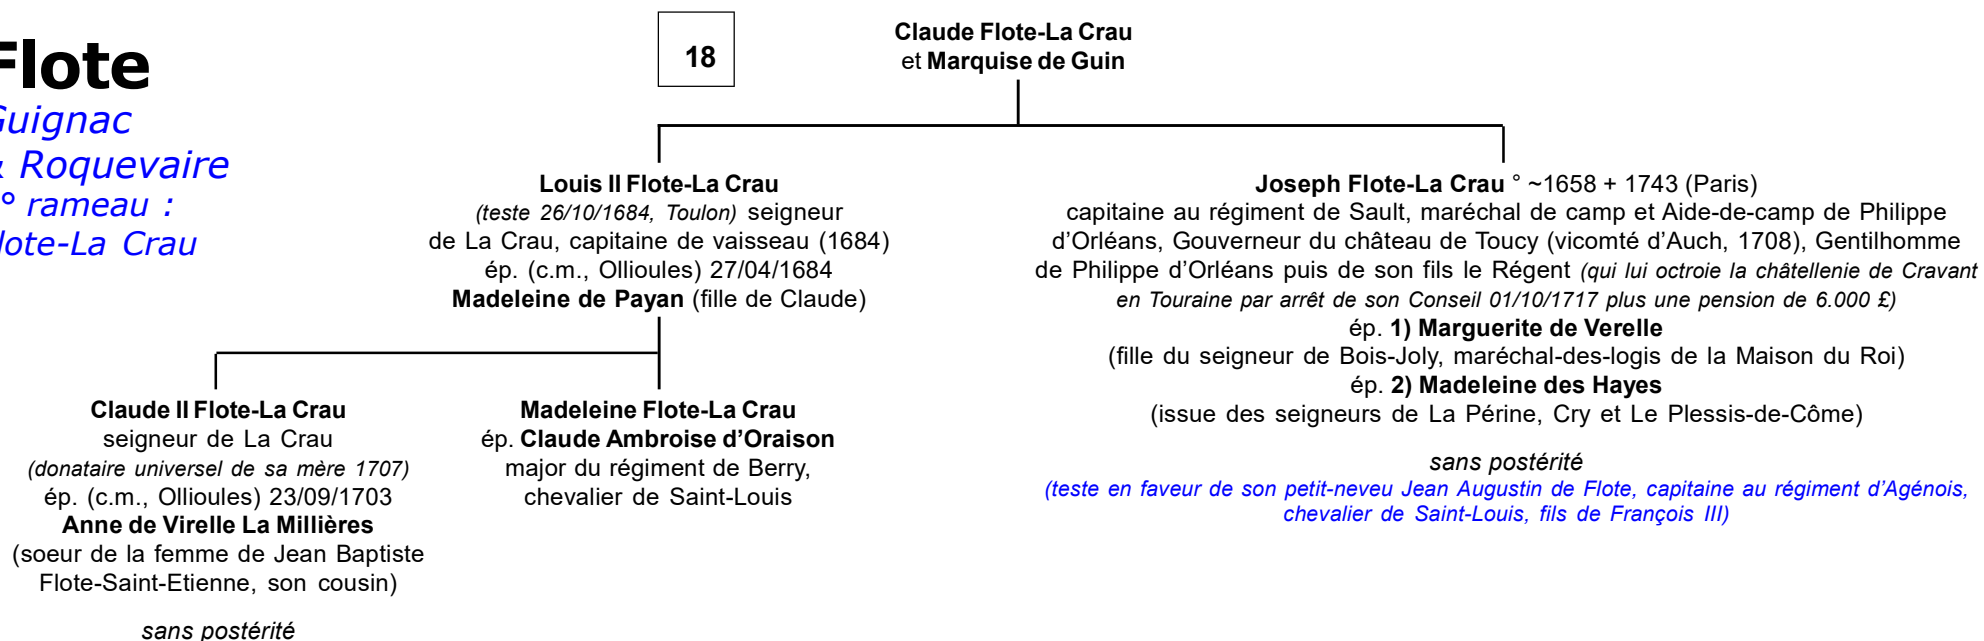 Flote
Guignac
& Roquevaire
° rameau :
Flote-La Crau
18
Claude Flote-La Crau
et Marquise de Guin
Louis II Flote-La Crau
(teste 26/10/1684, Toulon) seigneur
de La Crau, capitaine de vaisseau (1684)
ép. (c.m., Ollioules) 27/04/1684
Madeleine de Payan (fille de Claude)
Joseph Flote-La Crau ° ~1658 + 1743 (Paris)
capitaine au régiment de Sault, maréchal de camp et Aide-de-camp de Philippe
d’Orléans, Gouverneur du château de Toucy (vicomté d’Auch, 1708), Gentilhomme
de Philippe d’Orléans puis de son fils le Régent (qui lui octroie la châtellenie de Cravant
en Touraine par arrêt de son Conseil 01/10/1717 plus une pension de 6.000 £)
ép. 1) Marguerite de Verelle
(fille du seigneur de Bois-Joly, maréchal-des-logis de la Maison du Roi)
ép. 2) Madeleine des Hayes
(issue des seigneurs de La Périne, Cry et Le Plessis-de-Côme)
sans postérité
(teste en faveur de son petit-neveu Jean Augustin de Flote, capitaine au régiment d’Agénois,
chevalier de Saint-Louis, fils de François III)
Claude II Flote-La Crau
seigneur de La Crau
(donataire universel de sa mère 1707)
ép. (c.m., Ollioules) 23/09/1703
Anne de Virelle La Millières
(soeur de la femme de Jean Baptiste
Flote-Saint-Etienne, son cousin)
sans postérité
Madeleine Flote-La Crau
ép. Claude Ambroise d’Oraison
major du régiment de Berry,
chevalier de Saint-Louis